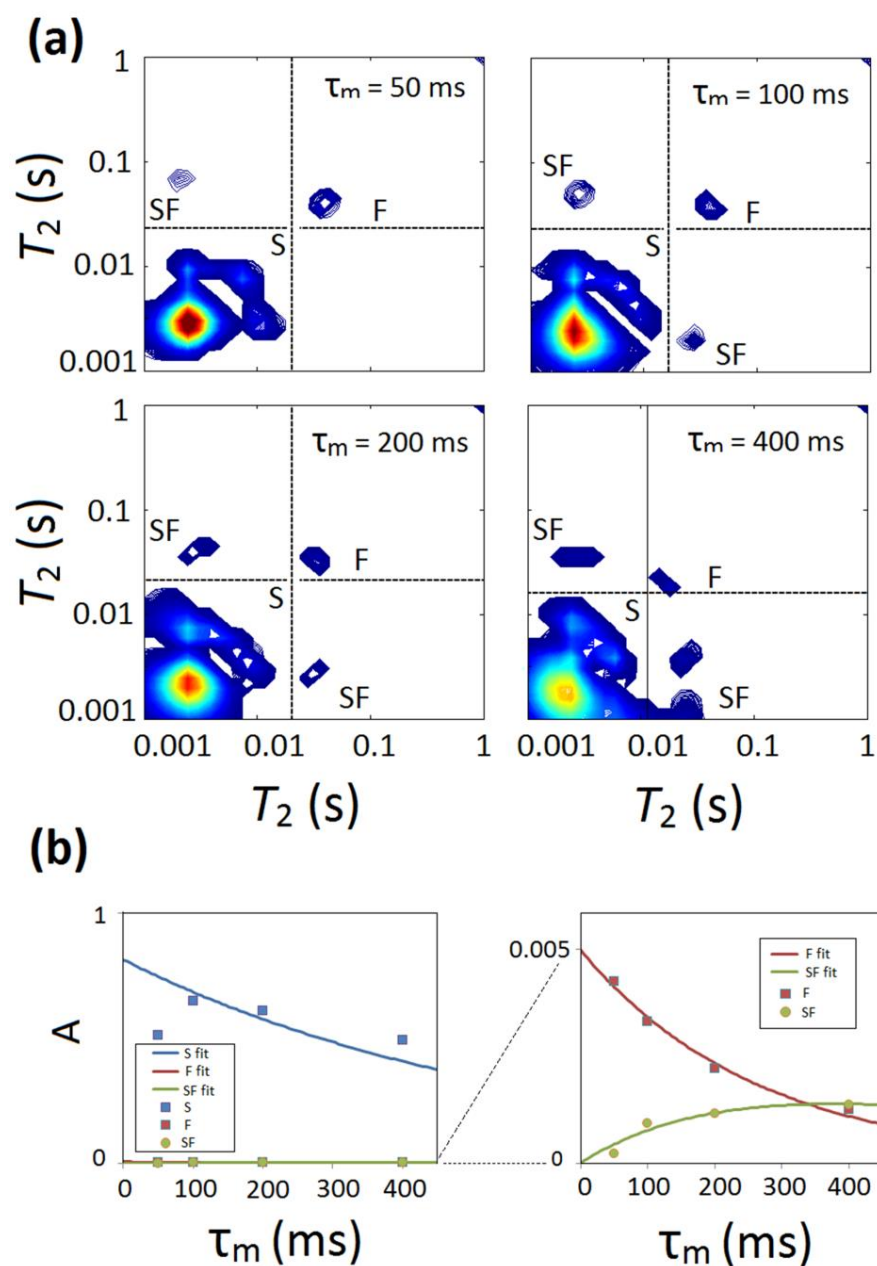 (a)
1
τm = 50 ms
τm = 100 ms
0.1
T2 (s)
SF
F
SF
F
S
S
0.01
SF
0.001
1
τm = 200 ms
τm = 400 ms
0.1
T2 (s)
SF
F
SF
F
S
S
0.01
SF
SF
0.001
0.001 0.01 0.1 1
0.001 0.01 0.1 1
T2 (s)
T2 (s)
(b)
1
A
S fit
F fit
SF fit
S
F
SF
0
0 100 200 300 400
τm (ms)
0.005
F fit
SF fit
F
SF
0
0 100 200 300 400
τm (ms)